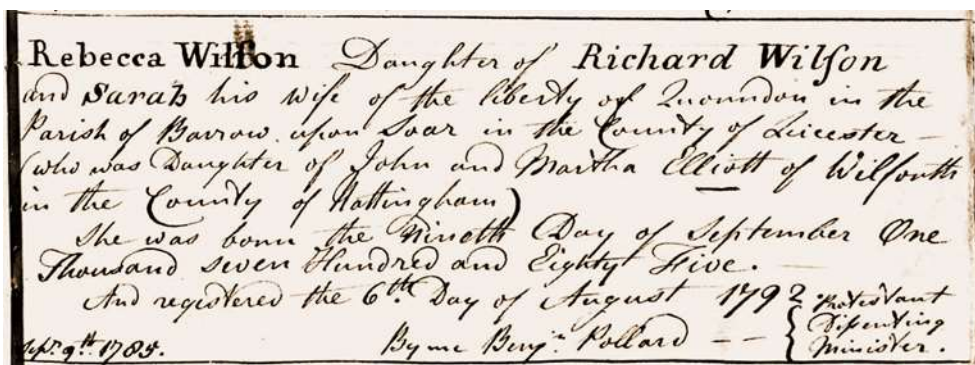 Rebecca Wilſon Daughter of Richard Wilſon
and Sarah his Wife of the liberty of Quorndon in the
Parish of Barrow upon Soar in the County of Leicester –
(who was Daughter of John and Martha Elliott of Wilſouth
in the County of Nottingham)
She was born the Nineth Day of September One
Thousand Seven Hundred and Eighty Five.
And registered the 6th. Day of August 1792
By me Benjn. Pollard – –
{ Protestant
Diſsenting
Minister.
Sept. 9th. 1785.